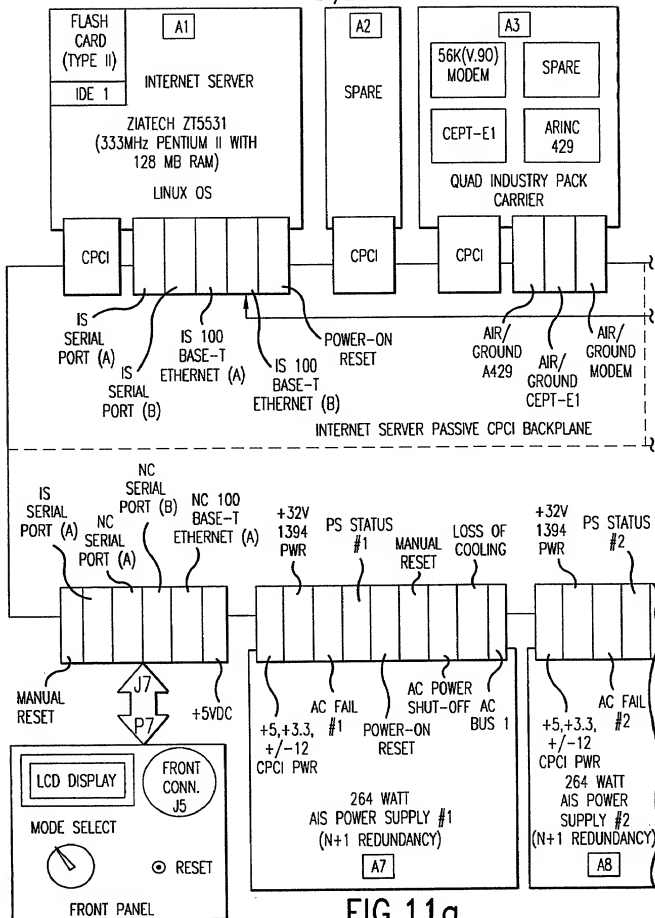 FLASH
CARD
(TYPE II)
IDE 1
A1
INTERNET SERVER
ZIATECH ZT5531
(333MHz PENTIUM II WITH
128 MB RAM)
LINUX OS
A2
SPARE
A3
56K(V.90)
MODEM
SPARE
CEPT-E1
ARINC
429
QUAD INDUSTRY PACK
CARRIER
CPCI
CPCI
CPCI
IS
SERIAL
PORT (A)
IS
SERIAL
PORT (B)
IS 100
BASE-T
ETHERNET (A)
IS 100
BASE-T
ETHERNET (B)
POWER-ON
RESET
AIR/
GROUND
A429
AIR/
GROUND
CEPT-E1
AIR/
GROUND
MODEM
INTERNET SERVER PASSIVE CPCI BACKPLANE
IS
SERIAL
PORT (A)
NC
SERIAL
PORT (A)
NC
SERIAL
PORT (B)
NC 100
BASE-T
ETHERNET (A)
+32V
1394
PWR
PS STATUS
#1
MANUAL
RESET
LOSS OF
COOLING
+32V
1394
PWR
PS STATUS
#2
MANUAL
RESET
J7
P7
+5VDC
+5,+3.3,
+/-12
CPCI PWR
AC FAIL
#1
POWER-ON
RESET
AC POWER
SHUT-OFF
AC
BUS 1
+5,+3.3,
+/-12
CPCI PWR
AC FAIL
#2
LCD DISPLAY
FRONT
CONN.
J5
MODE SELECT
RESET
FRONT PANEL
264 WATT
AIS POWER SUPPLY #1
(N+1 REDUNDANCY)
A7
264 WATT
AIS POWER
SUPPLY #2
(N+1 REDUNDANCY)
A8
FIG.11a